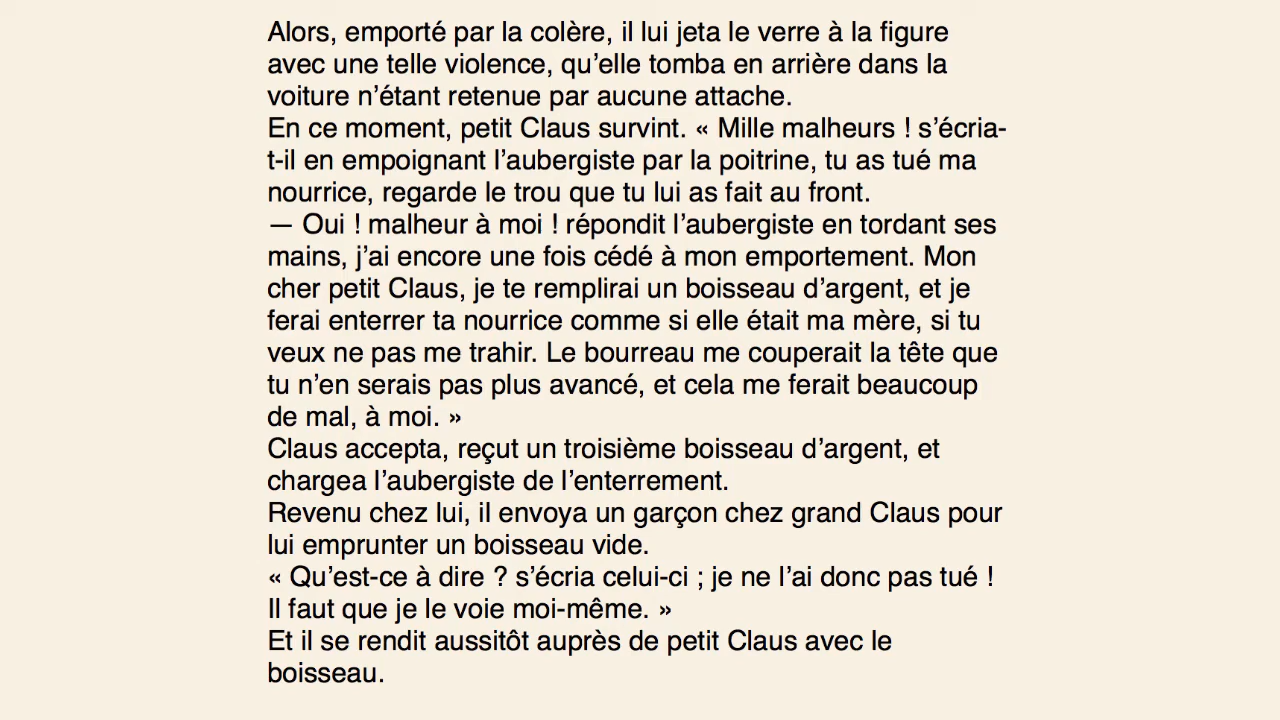 Alors, emporté par la colère, il lui jeta le verre à la figure
avec une telle violence, qu’elle tomba en arrière dans la
voiture n’étant retenue par aucune attache.
En ce moment, petit Claus survint. « Mille malheurs ! s’écria-
t-il en empoignant l’aubergiste par la poitrine, tu as tué ma
nourrice, regarde le trou que tu lui as fait au front.
— Oui ! malheur à moi ! répondit l’aubergiste en tordant ses
mains, j’ai encore une fois cédé à mon emportement. Mon
cher petit Claus, je te remplirai un boisseau d’argent, et je
ferai enterrer ta nourrice comme si elle était ma mère, si tu
veux ne pas me trahir. Le bourreau me couperait la tête que
tu n’en serais pas plus avancé, et cela me ferait beaucoup
de mal, à moi. »
Claus accepta, reçut un troisième boisseau d’argent, et
chargea l’aubergiste de l’enterrement.
Revenu chez lui, il envoya un garçon chez grand Claus pour
lui emprunter un boisseau vide.
« Qu’est-ce à dire ? s’écria celui-ci ; je ne l’ai donc pas tué !
Il faut que je le voie moi-même. »
Et il se rendit aussitôt auprès de petit Claus avec le
boisseau.